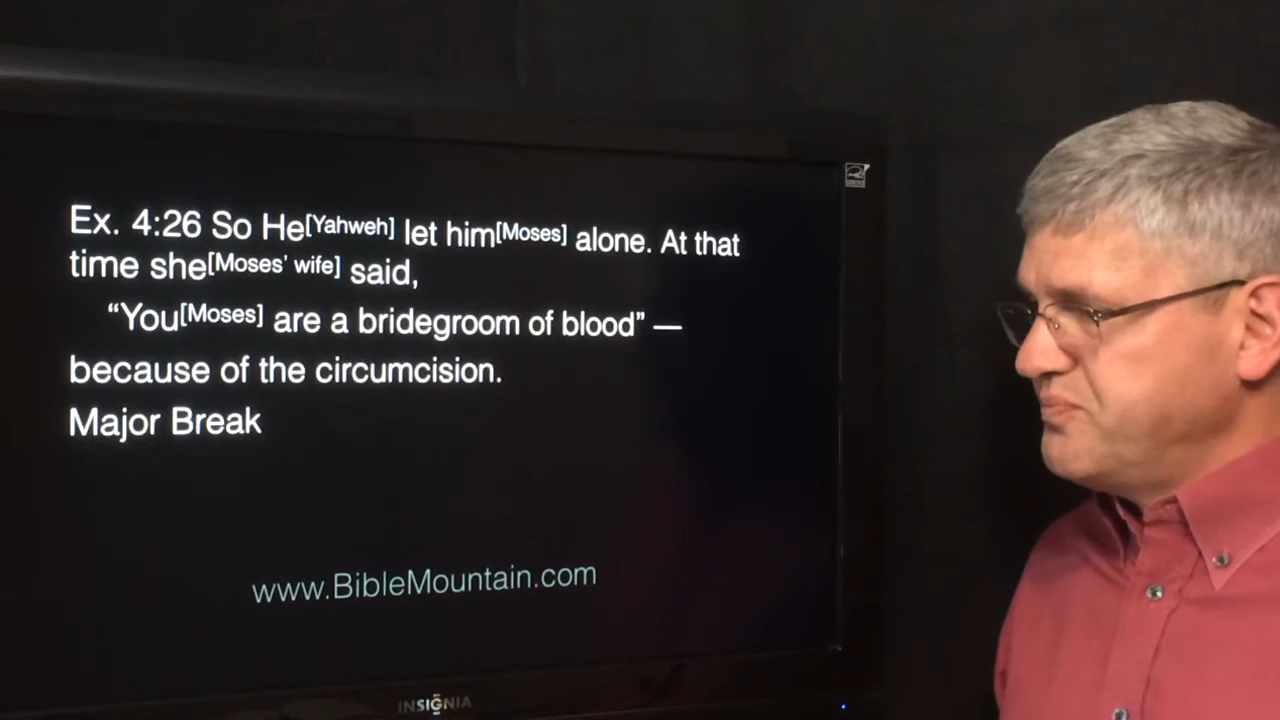 Ex. 4:26 So He[Yahweh] let him[Moses] alone. At that
time she[Moses' wife] said,
“You[Moses] are a bridegroom of blood” —
because of the circumcision.
Major Break
www.BibleMountain.com
INSIGNIA